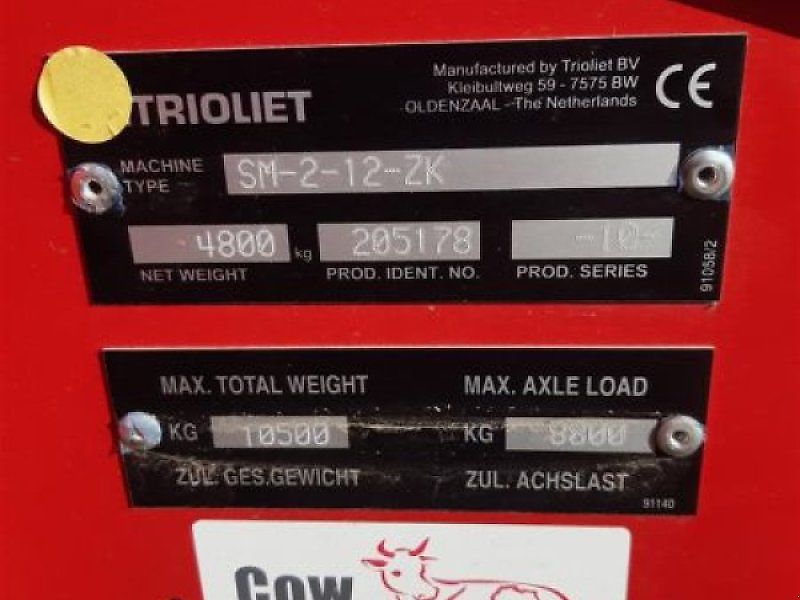 TRIOLIET
Manufactured by Trioliet BV
Kleibultweg 59 - 7575 BW
OLDENZAAL - The Netherlands
CE
MACHINE TYPE SM-2-12-ZK
4800 kg 205178 -10-
NET WEIGHT PROD. IDENT. NO. PROD. SERIES
91058/2
MAX. TOTAL WEIGHT MAX. AXLE LOAD
KG 10500 KG 8800
ZUL. GES.GEWICHT ZUL. ACHSLAST
91140
Cow